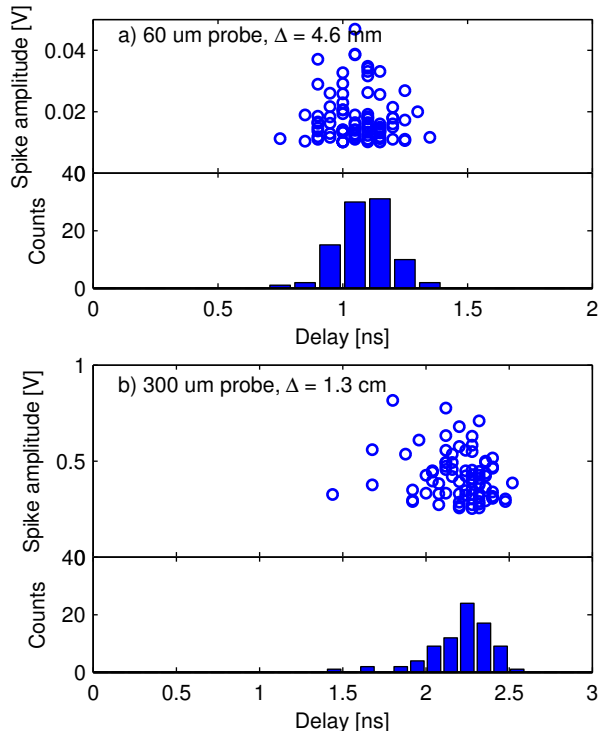 a) 60 um probe, Δ = 4.6 mm
Spike amplitude [V]
0.04
0.02
0
Counts
40
20
0
0 0.5 1 1.5 2
Delay [ns]
b) 300 um probe, Δ = 1.3 cm
Spike amplitude [V]
1
0.5
0
Counts
40
20
0
0 0.5 1 1.5 2 2.5 3
Delay [ns]